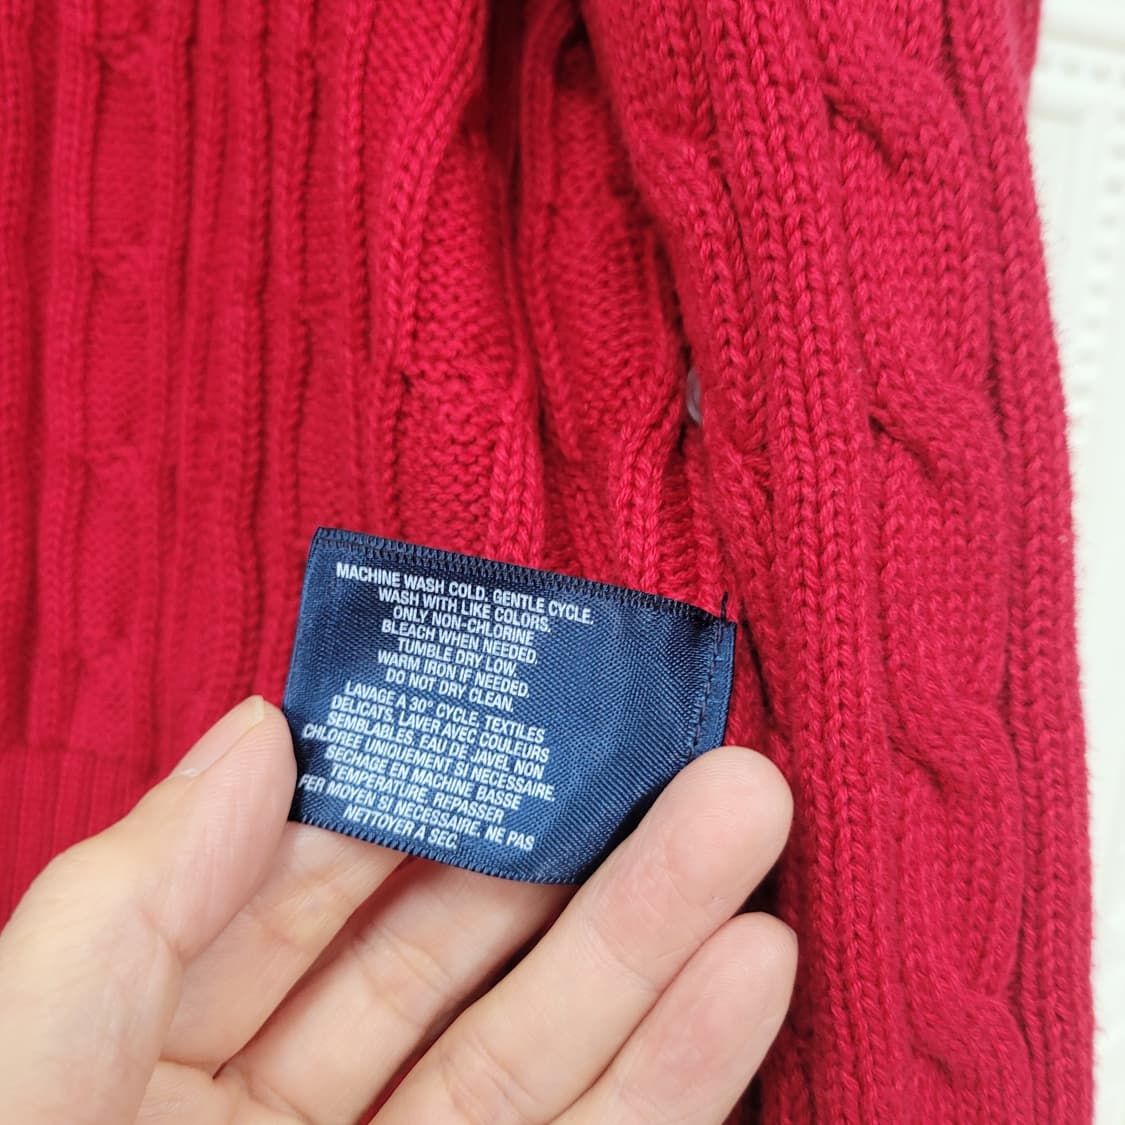 MACHINE WASH COLD. GENTLE CYCLE.
WASH WITH LIKE COLORS.
ONLY NON-CHLORINE
BLEACH WHEN NEEDED.
TUMBLE DRY LOW.
WARM IRON IF NEEDED.
DO NOT DRY CLEAN.
LAVAGE A 30° CYCLE, TEXTILES
DELICATS, LAVER AVEC COULEURS
SEMBLABLES. EAU DE JAVEL NON
CHLOREE UNIQUEMENT SI NECESSAIRE.
SECHAGE EN MACHINE BASSE
TEMPERATURE, REPASSER
FER MOYEN SI NECESSAIRE. NE PAS
NETTOYER A SEC.